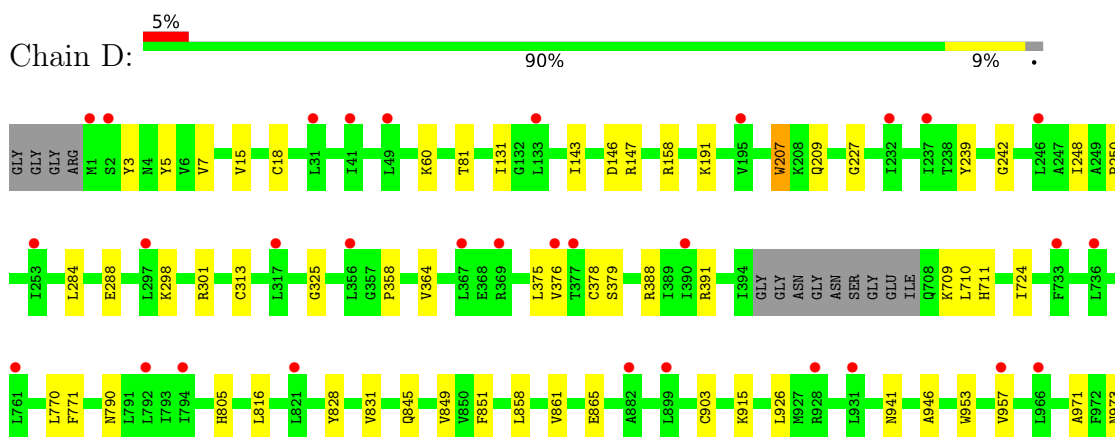 5%
Chain D:
90% 9% •
GLY GLY GLY ARG M1 S2 Y3 N4 Y5 V6 V7 V15 C18 L31 I41 L49 K60 T81 I131 G132 L133 I143 D146 R147 R158 K191 V195 W207 K208 Q209 G227 I232 I237 T238 Y239 G242 L246 A247 I248 A249 R250
I253 L284 E288 L297 K298 R301 C313 L317 G325 L356 G357 P358 V364 L367 E368 R369 L375 V376 T377 C378 S379 R388 I389 I390 R391 I394 GLY GLY ASN GLY ASN SER GLY GLU ILE Q708 K709 L710 H711 I724 F733 L736
L761 L770 F771 N790 L791 L792 I793 I794 H805 L816 L821 Y828 V831 Q845 V849 V850 F851 L858 V861 E865 A882 L899 C903 K915 L926 M927 R928 L931 N941 A946 W953 V957 L966 A971 F972